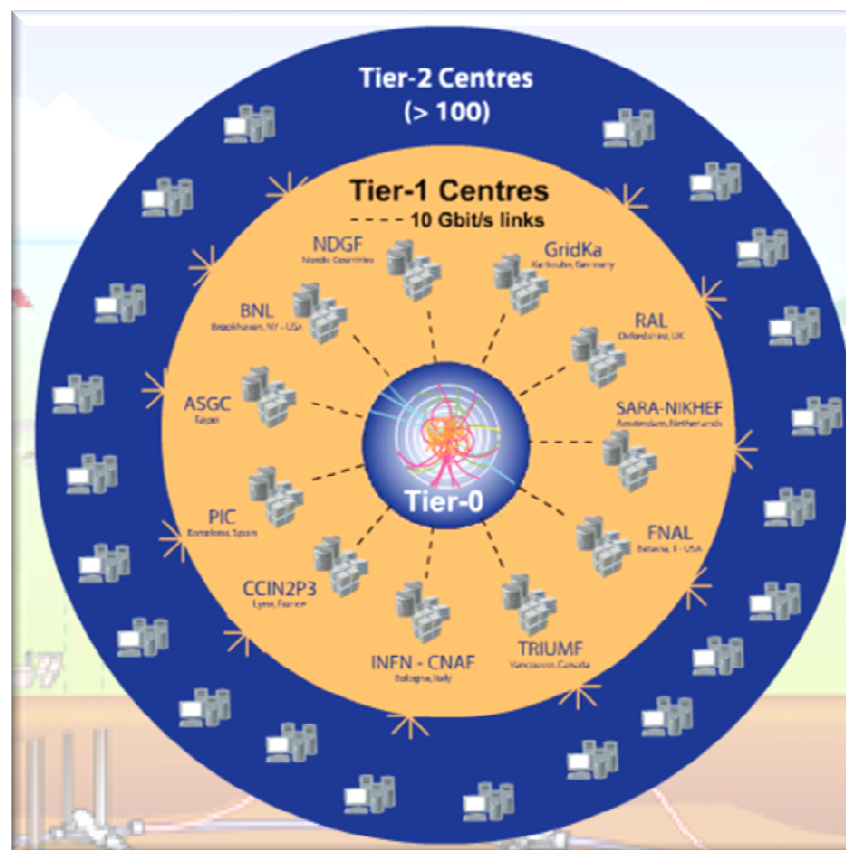 Tier-2 Centres
(> 100)
Tier-1 Centres
----- 10 Gbit/s links
NDGF
Nordic Countries
GridKa
Karlsruhe, Germany
BNL
Brookhaven, NY - USA
RAL
Oxfordshire, UK
ASGC
Taipei
SARA-NIKHEF
Amsterdam, Netherlands
Tier-0
PIC
Barcelona, Spain
FNAL
Batavia, I - USA
CCIN2P3
Lyon, France
TRIUMF
Vancouver, Canada
INFN - CNAF
Bologna, Italy